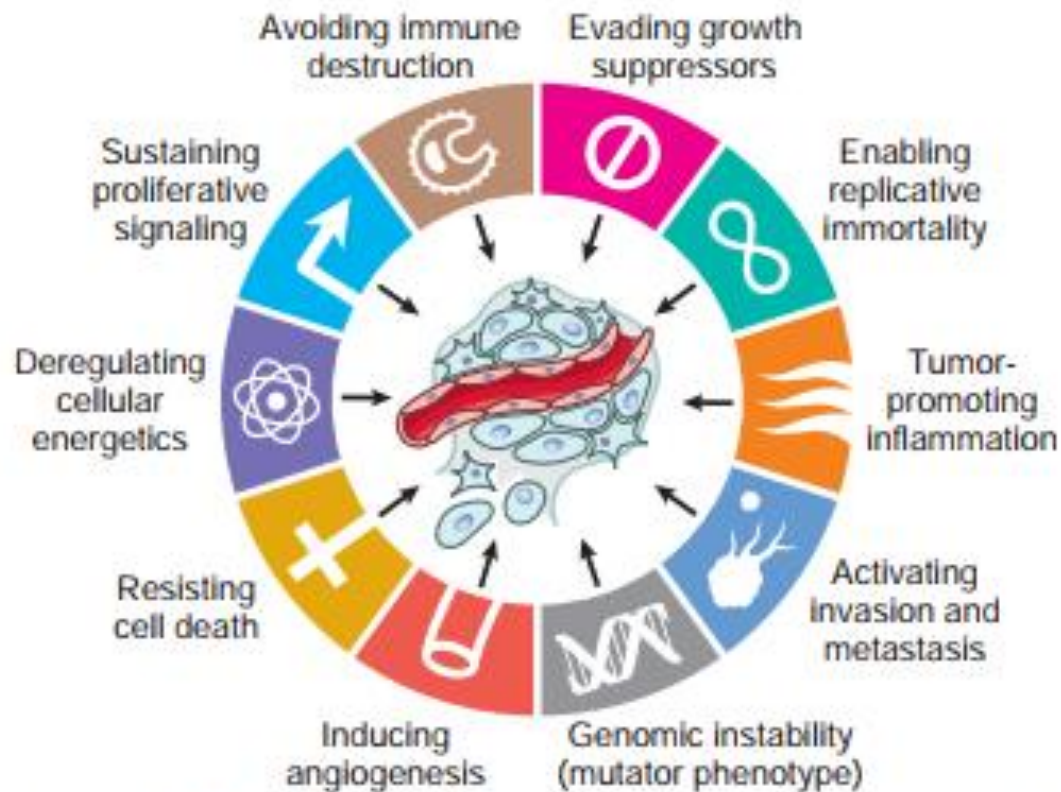 Avoiding immune
destruction
Evading growth
suppressors
Enabling
replicative
immortality
Tumor-
promoting
inflammation
Activating
invasion and
metastasis
Genomic instability
(mutator phenotype)
Inducing
angiogenesis
Resisting
cell death
Deregulating
cellular
energetics
Sustaining
proliferative
signaling